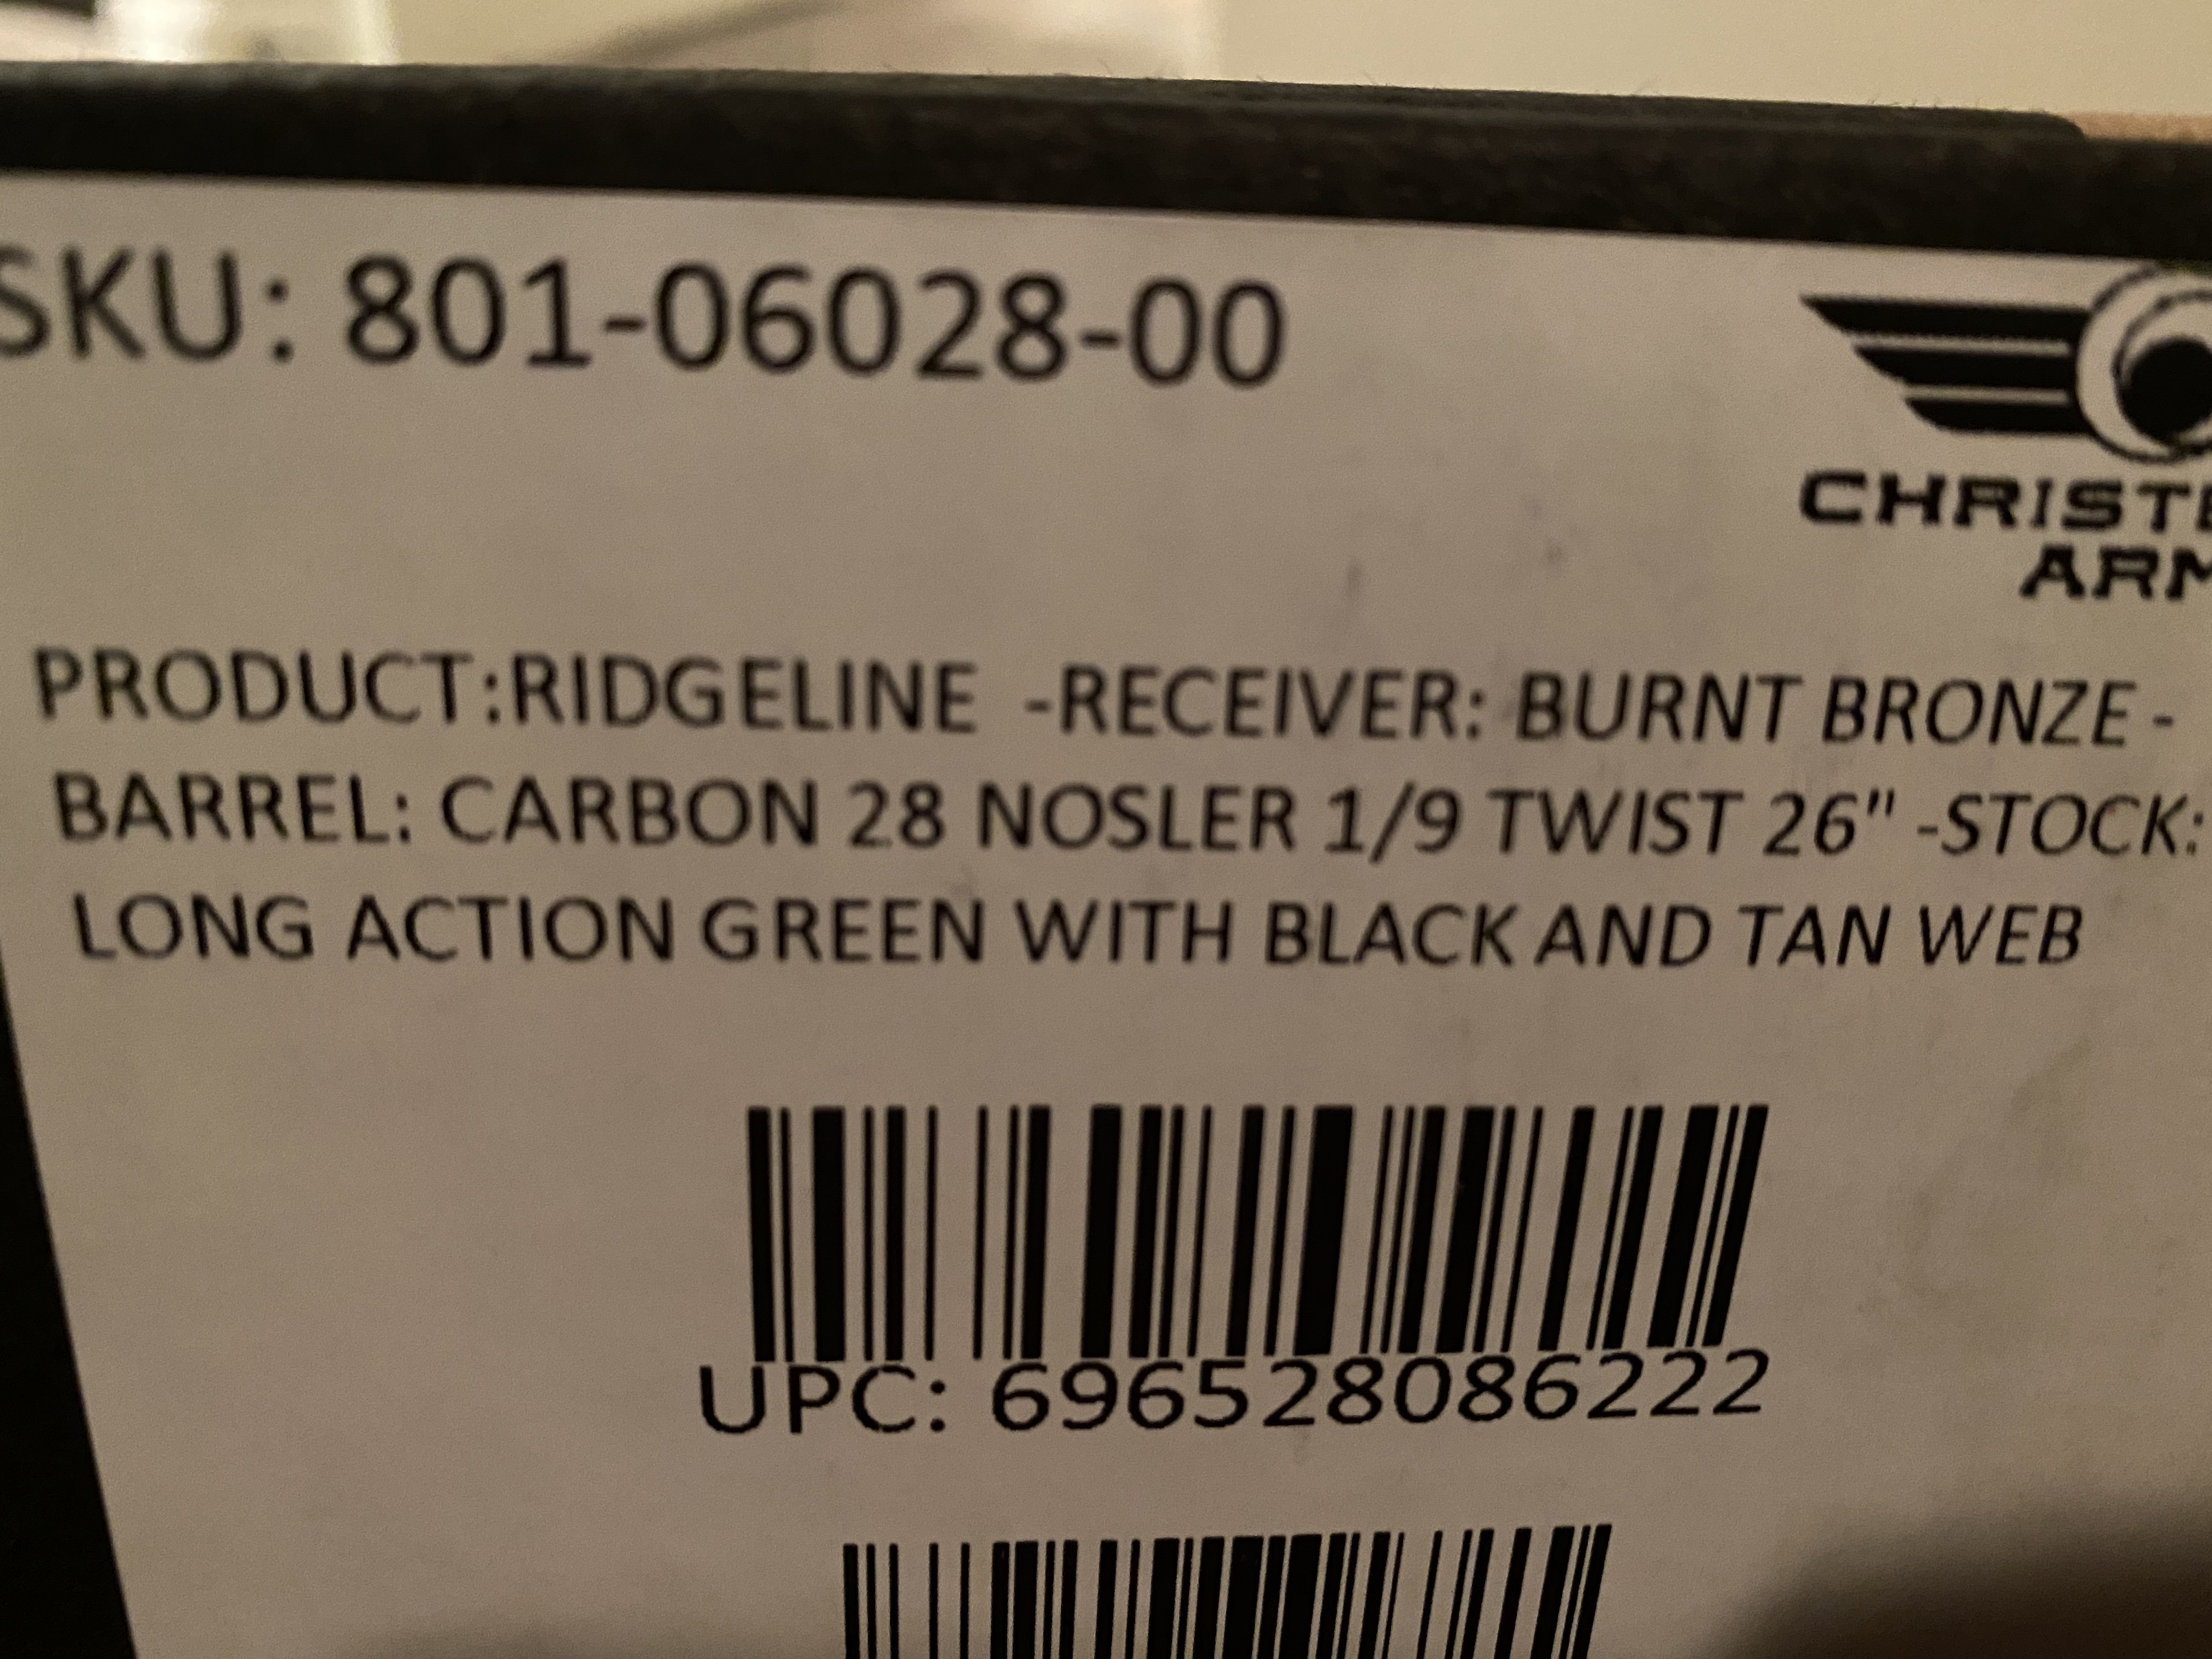 SKU: 801-06028-00
CHRISTE
ARM
PRODUCT:RIDGELINE -RECEIVER: BURNT BRONZE -
BARREL: CARBON 28 NOSLER 1/9 TWIST 26" -STOCK:
LONG ACTION GREEN WITH BLACK AND TAN WEB
UPC: 696528086222